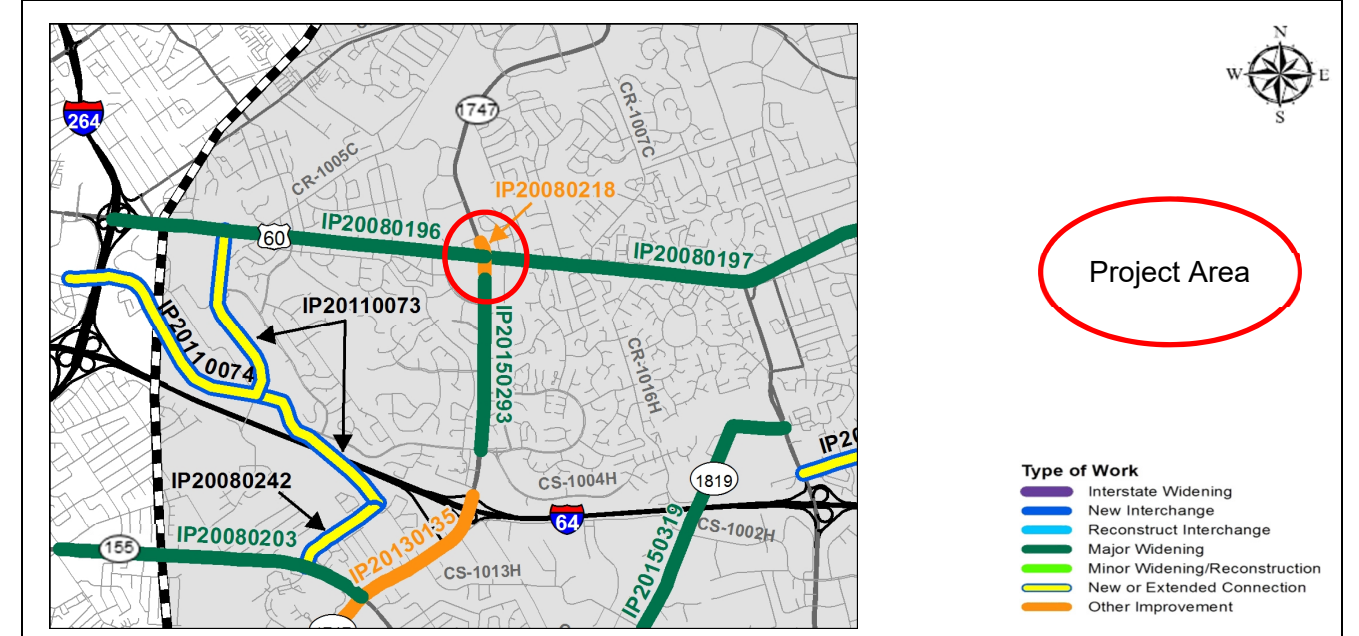 N
W E
S
264
1747
CR-1005C
CR-1007C
IP20080218
IP20080196
60
IP20080197
IP20110073
IP20110074
IP20150293
CR-1016H
IP20080242
CS-1004H
1819
64
CS-1002H
155
IP20080203
IP20130135
CS-1013H
IP20150319
Project Area
Type of Work
Interstate Widening
New Interchange
Reconstruct Interchange
Major Widening
Minor Widening/Reconstruction
New or Extended Connection
Other Improvement